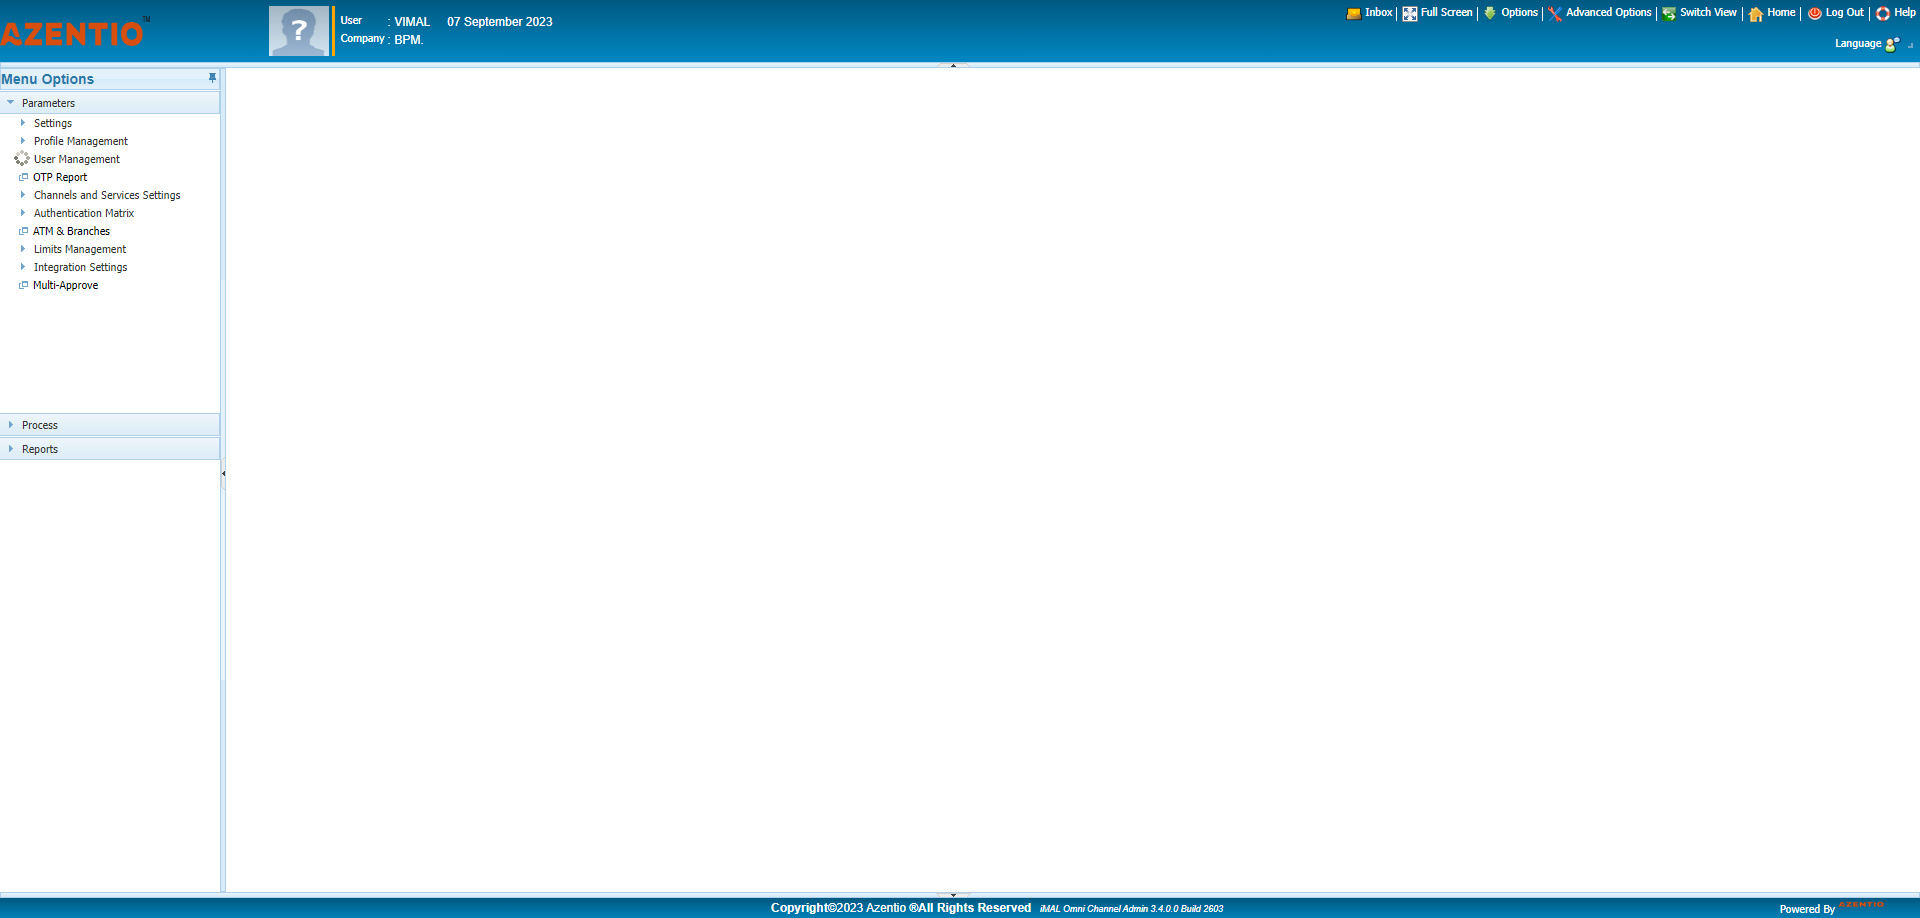 AZENTIO™
User : VIMAL 07 September 2023
Company : BPM.
Inbox Full Screen Options Advanced Options Switch View Home Log Out Help
Language
Menu Options
Parameters
Settings
Profile Management
User Management
OTP Report
Channels and Services Settings
Authentication Matrix
ATM & Branches
Limits Management
Integration Settings
Multi-Approve
Process
Reports
Copyright©2023 Azentio ®All Rights Reserved iMAL Omni Channel Admin 3.4.0.0 Build 2603
Powered By AZENTIO